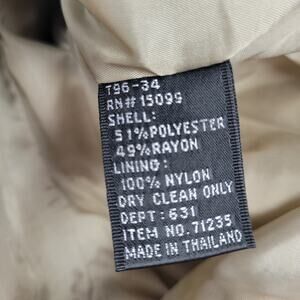 T96-34
RN# 15099
SHELL:
51%POLYESTER
49%RAYON
LINING:
100% NYLON
DRY CLEAN ONLY
DEPT: 631
ITEM NO.71235
MADE IN THAILAND